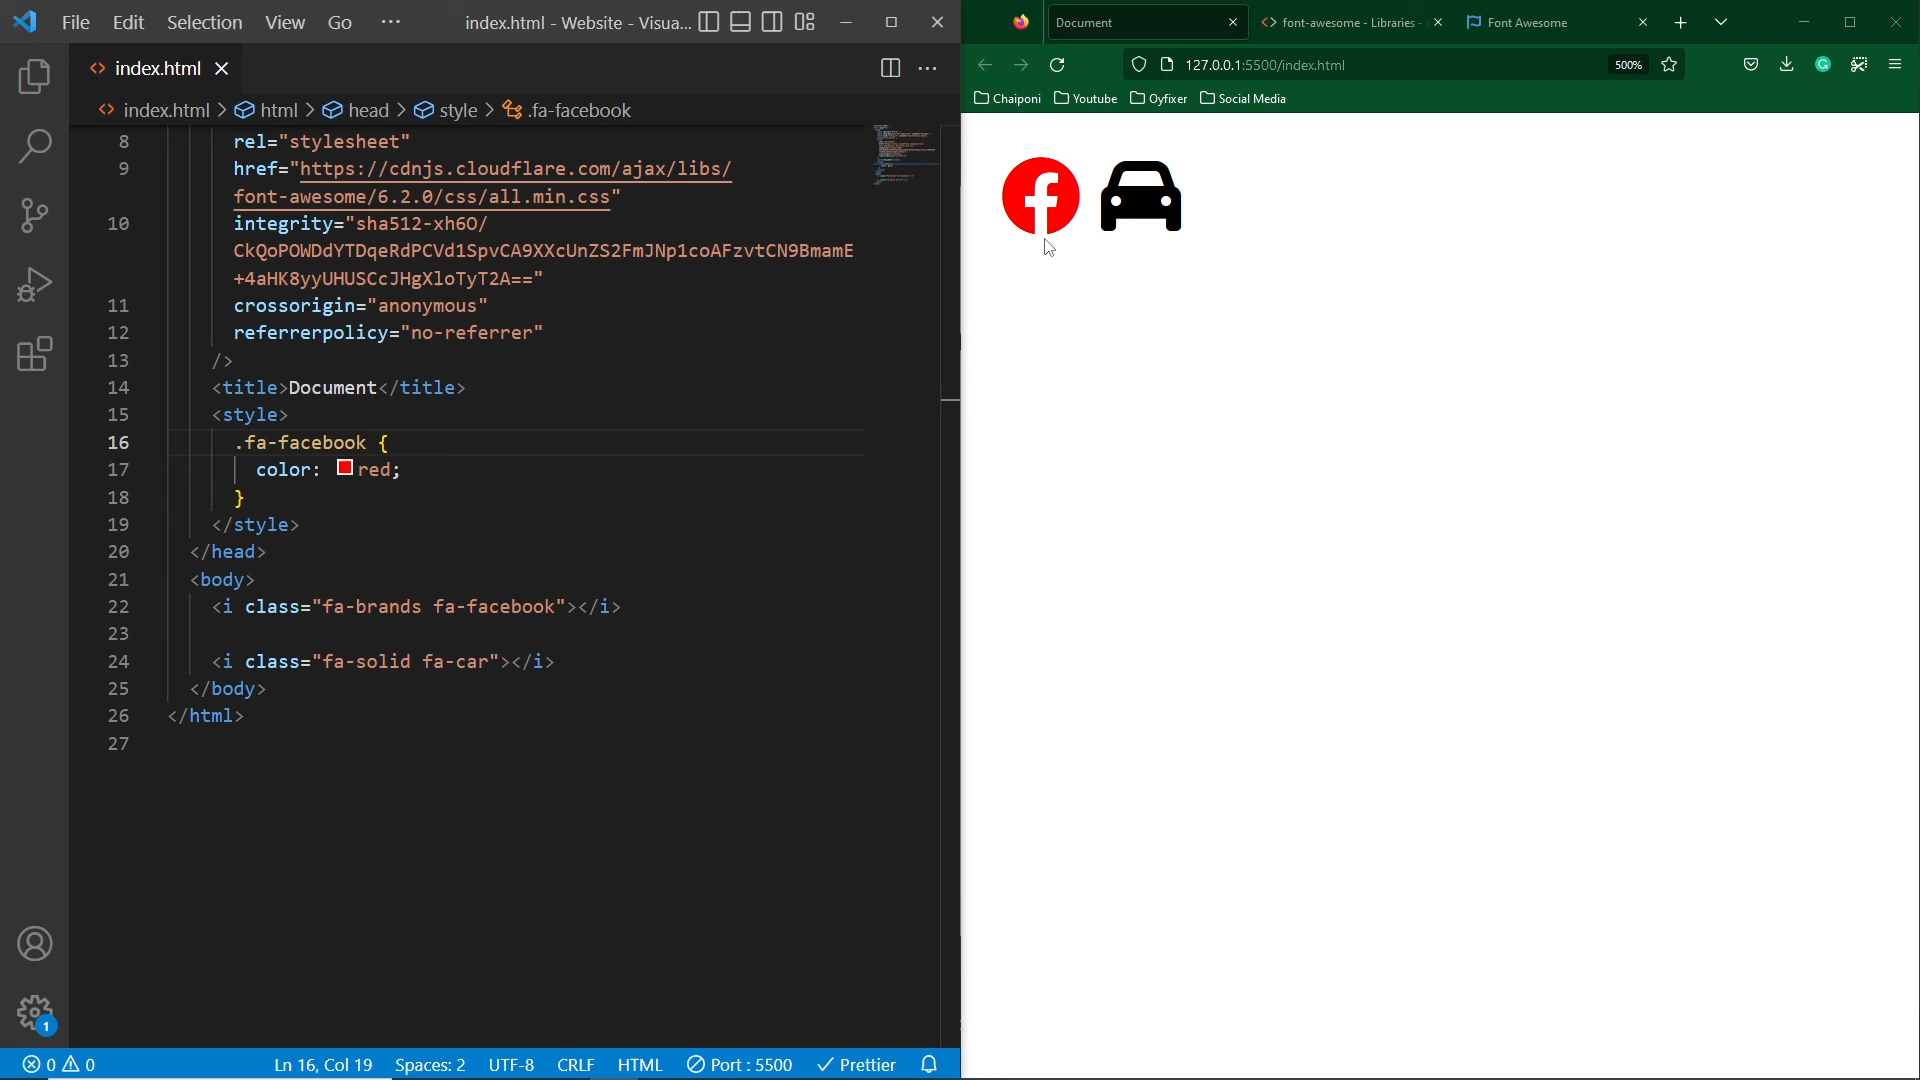 File Edit Selection View Go ··· index.html - Website - Visua...
index.html
index.html > html > head > style > .fa-facebook
8 rel="stylesheet"
9 href="https://cdnjs.cloudflare.com/ajax/libs/
font-awesome/6.2.0/css/all.min.css"
10 integrity="sha512-xh6O/
CkQoPOWDdYTDqeRdPCVd1SpvCA9XXcUnZS2FmJNp1coAFzvtCN9BmamE
+4aHK8yyUHUSCcJHgXloTyT2A=="
11 crossorigin="anonymous"
12 referrerpolicy="no-referrer"
13 />
14 <title>Document</title>
15 <style>
16 .fa-facebook {
17 color: red;
18 }
19 </style>
20 </head>
21 <body>
22 <i class="fa-brands fa-facebook"></i>
23
24 <i class="fa-solid fa-car"></i>
25 </body>
26 </html>
27
1
0 0 Ln 16, Col 19 Spaces: 2 UTF-8 CRLF HTML Port : 5500 Prettier
Document font-awesome - Libraries - Font Awesome
127.0.0.1:5500/index.html 500%
Chaiponi Youtube Oyfixer Social Media